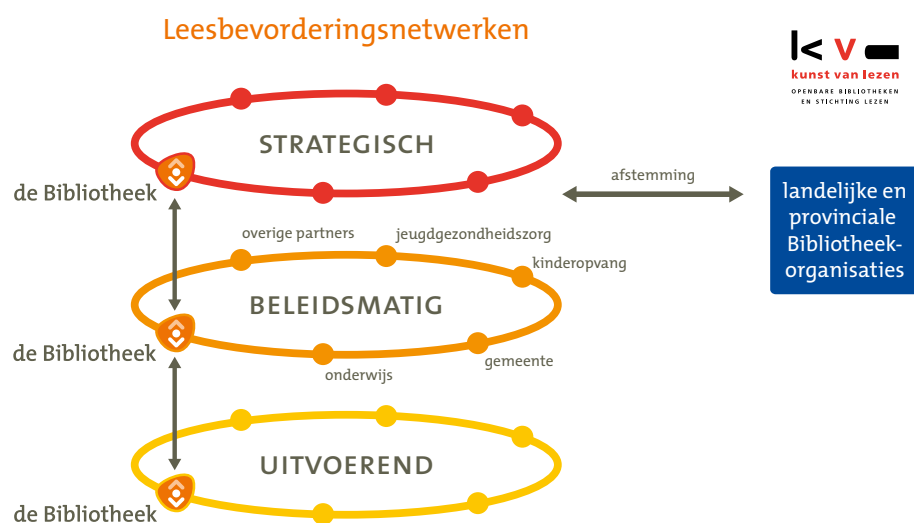 Leesbevorderingsnetwerken
kv
kunst van lezen
OPENBARE BIBLIOTHEKEN
EN STICHTING LEZEN
STRATEGISCH
de Bibliotheek
afstemming
landelijke en
provinciale
Bibliotheek-
organisaties
overige partners
jeugdgezondheidszorg
kinderopvang
BELEIDSMATIG
de Bibliotheek
onderwijs
gemeente
UITVOEREND
de Bibliotheek